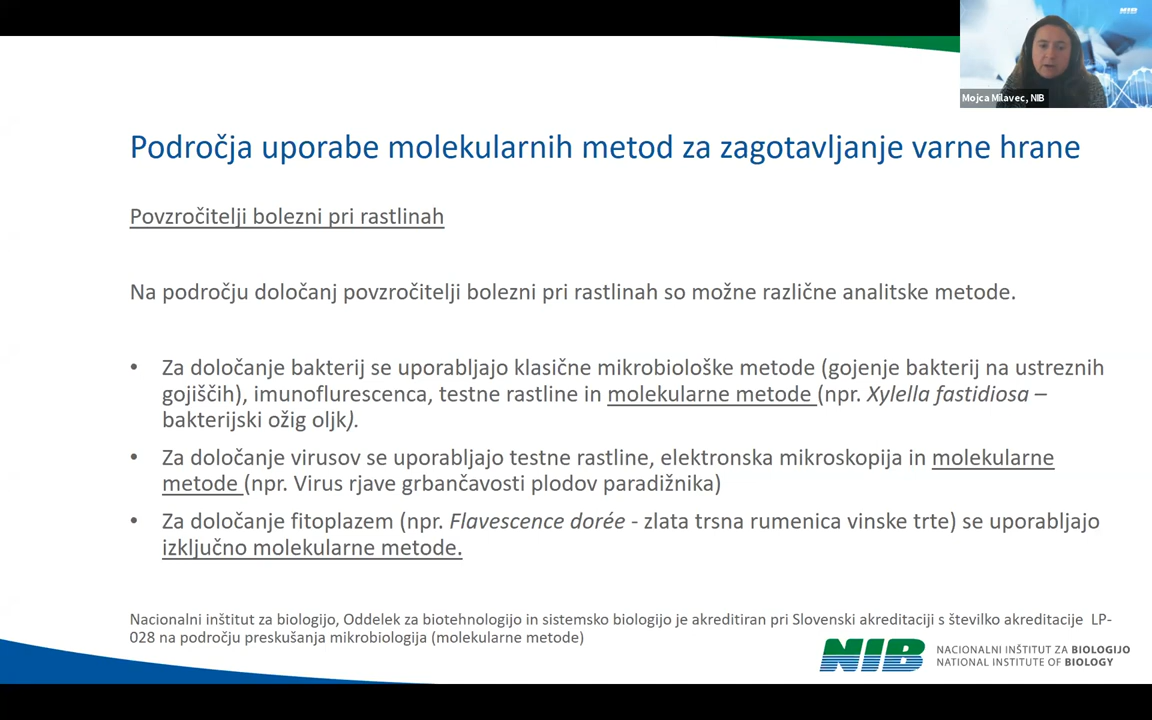 NIB
Mojca Milavec, NIB
Področja uporabe molekularnih metod za zagotavljanje varne hrane
Povzročitelji bolezni pri rastlinah
Na področju določanj povzročitelji bolezni pri rastlinah so možne različne analitske metode.
• Za določanje bakterij se uporabljajo klasične mikrobiološke metode (gojenje bakterij na ustreznih
gojiščih), imunoflurescenca, testne rastline in molekularne metode (npr. Xylella fastidiosa –
bakterijski ožig oljk).
• Za določanje virusov se uporabljajo testne rastline, elektronska mikroskopija in molekularne
metode (npr. Virus rjave grbančavosti plodov paradižnika)
• Za določanje fitoplazem (npr. Flavescence dorée - zlata trsna rumenica vinske trte) se uporabljajo
izključno molekularne metode.
Nacionalni inštitut za biologijo, Oddelek za biotehnologijo in sistemsko biologijo je akreditiran pri Slovenski akreditaciji s številko akreditacije LP-
028 na področju preskušanja mikrobiologija (molekularne metode)
NIB
NACIONALNI INŠTITUT ZA BIOLOGIJO
NATIONAL INSTITUTE OF BIOLOGY